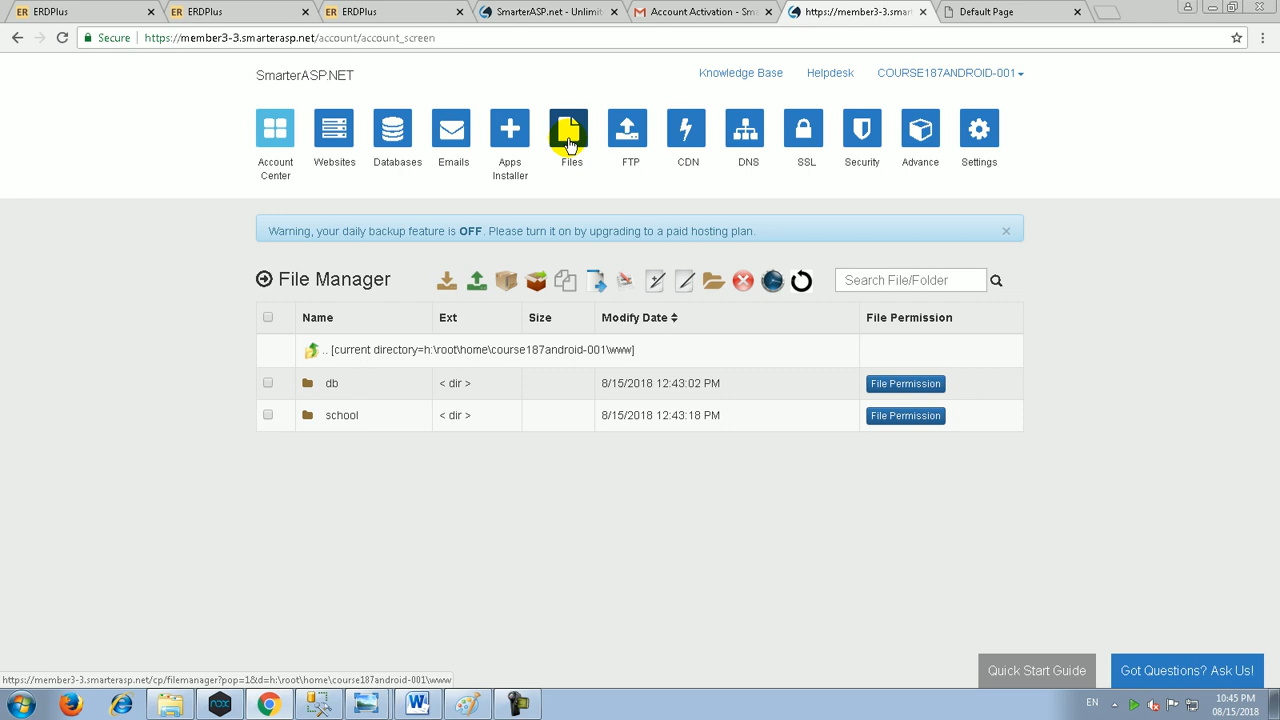 ERDPlus
ERDPlus
ERDPlus
SmarterASP.net - Unlimit
Account Activation - Sm
https://member3-3.smart
Default Page
Secure https://member3-3.smarterasp.net/account/account_screen
SmarterASP.NET
Knowledge Base
Helpdesk
COURSE187ANDROID-001
Account Center
Websites
Databases
Emails
Apps Installer
Files
FTP
CDN
DNS
SSL
Security
Advance
Settings
Warning, your daily backup feature is OFF. Please turn it on by upgrading to a paid hosting plan.
File Manager
Search File/Folder
Name Ext Size Modify Date File Permission
.. [current directory=h:\root\home\course187android-001\www]
db < dir > 8/15/2018 12:43:02 PM File Permission
school < dir > 8/15/2018 12:43:18 PM File Permission
Quick Start Guide
Got Questions? Ask Us!
https://member3-3.smarterasp.net/cp/filemanager?pop=1&d=h:\root\home\course187android-001\www
nox
EN
10:45 PM
08/15/2018